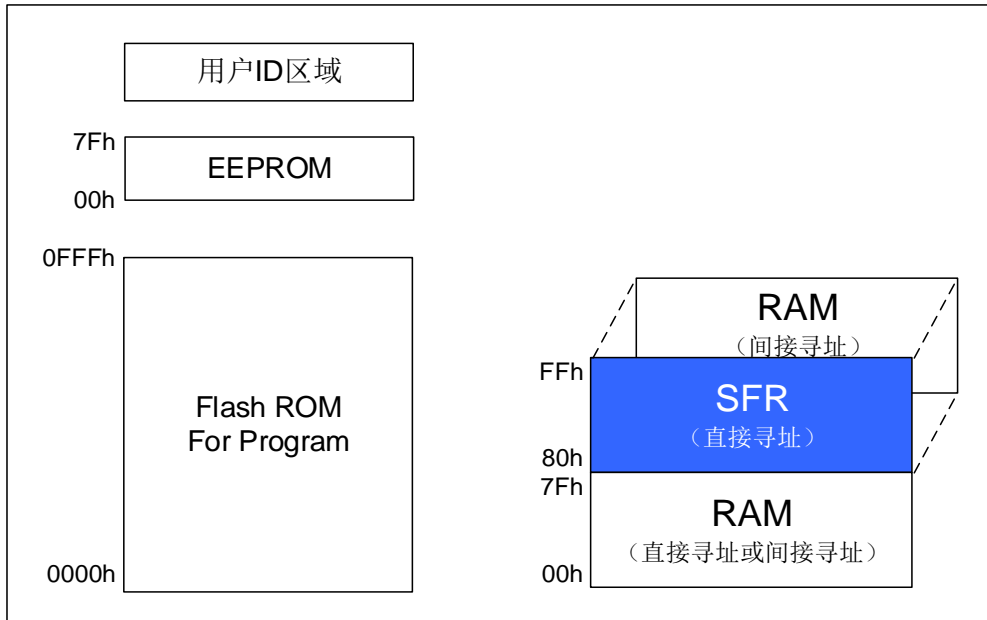 用户ID区域
7Fh
EEPROM
00h
0FFFh
Flash ROM
For Program
0000h
RAM
（间接寻址）
FFh
SFR
（直接寻址）
80h
7Fh
RAM
（直接寻址或间接寻址）
00h